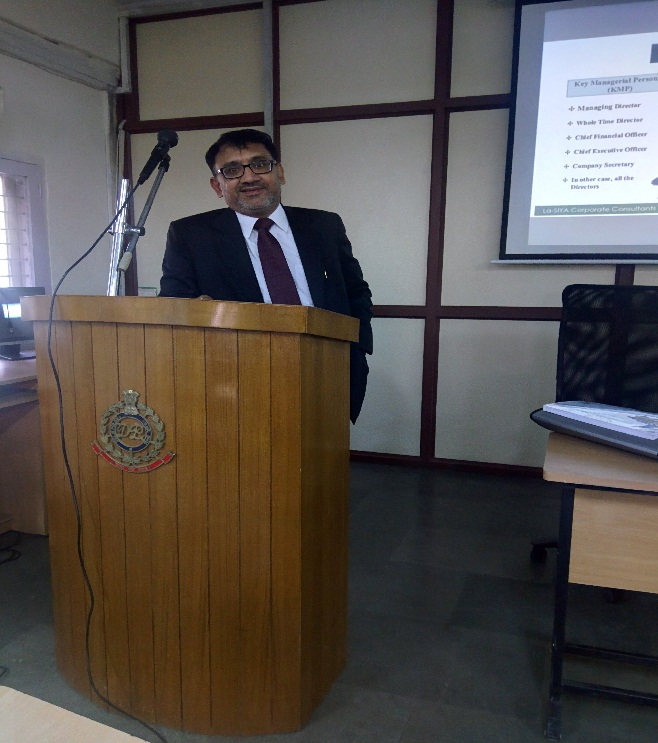 Key Managerial Person
(KMP)
Managing Director
Whole Time Director
Chief Financial Officer
Chief Executive Officer
Company Secretary
In other case, all the
Directors
La-SIYA Corporate Consultants